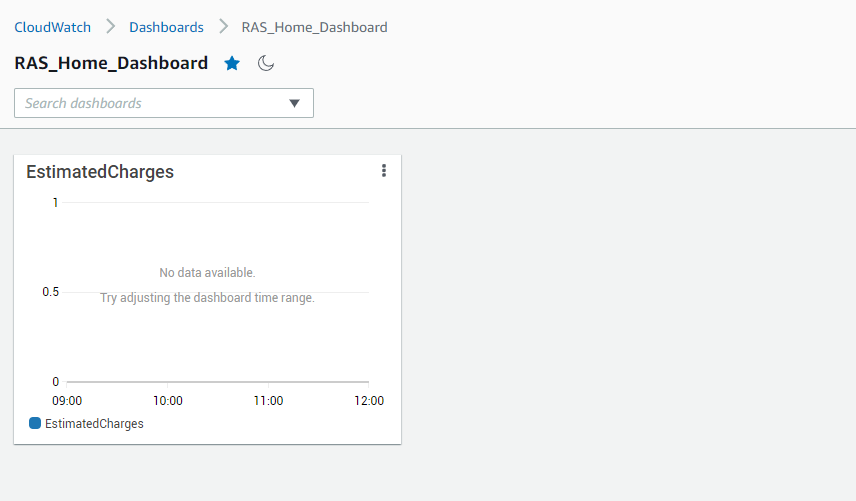 CloudWatch > Dashboards > RAS_Home_Dashboard
RAS_Home_Dashboard
Search dashboards
EstimatedCharges
1
No data available.
0.5
Try adjusting the dashboard time range.
0
09:00 10:00 11:00 12:00
EstimatedCharges